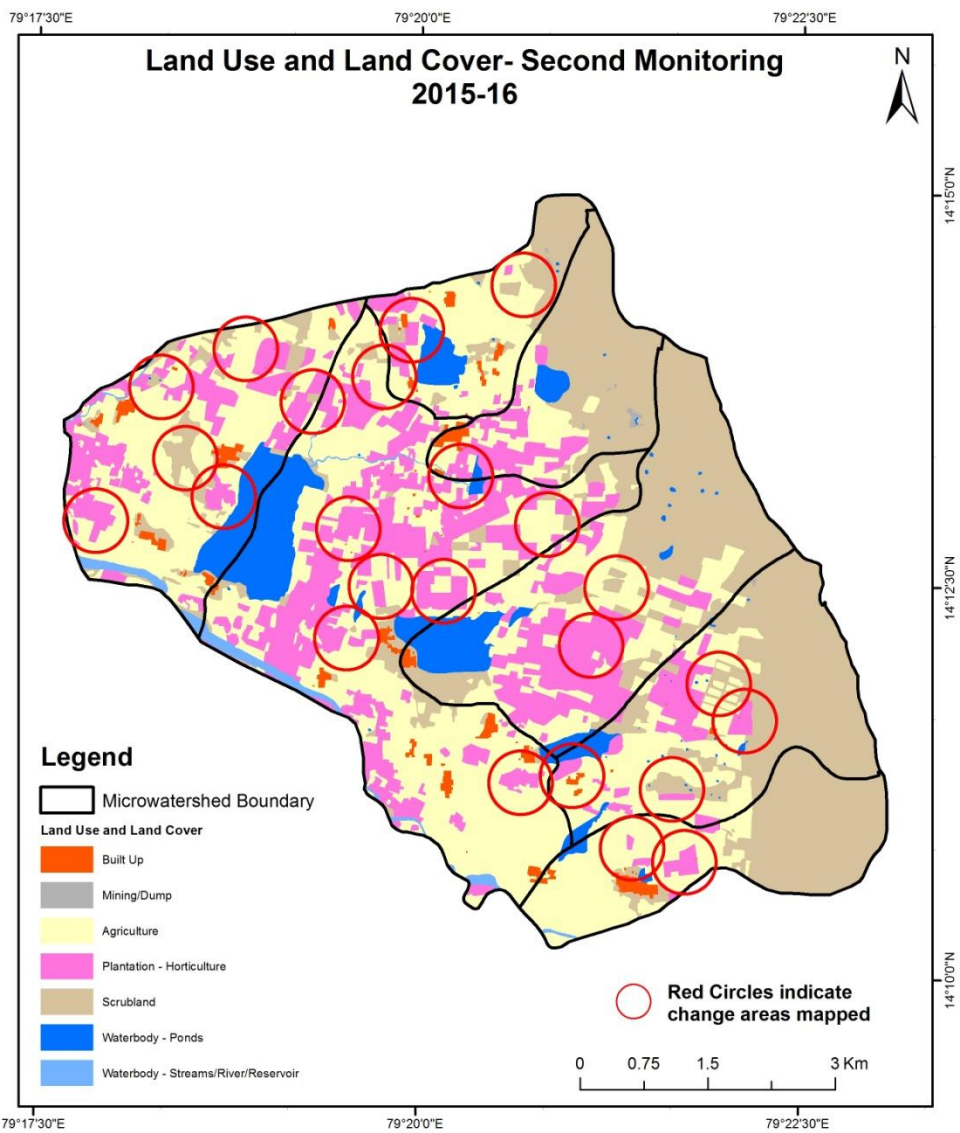 79°17'30"E
79°20'0"E
79°22'30"E
Land Use and Land Cover- Second Monitoring
2015-16
N
14°15'0"N
14°12'30"N
14°10'0"N
Legend
Microwatershed Boundary
Land Use and Land Cover
Built Up
Mining/Dump
Agriculture
Plantation - Horticulture
Scrubland
Waterbody - Ponds
Waterbody - Streams/River/Reservoir
Red Circles indicate
change areas mapped
0 0.75 1.5 3 Km
79°17'30"E
79°20'0"E
79°22'30"E